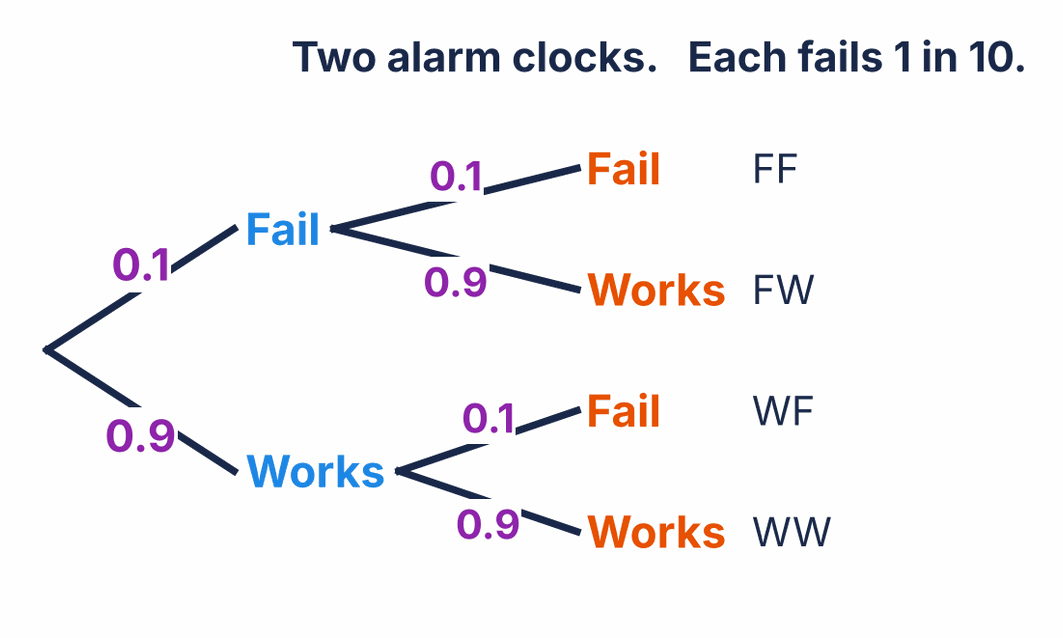 Two alarm clocks. Each fails 1 in 10.
0.1 Fail FF
0.1 Fail
0.9 Works FW
0.1 Fail WF
0.9 Works
0.9 Works WW